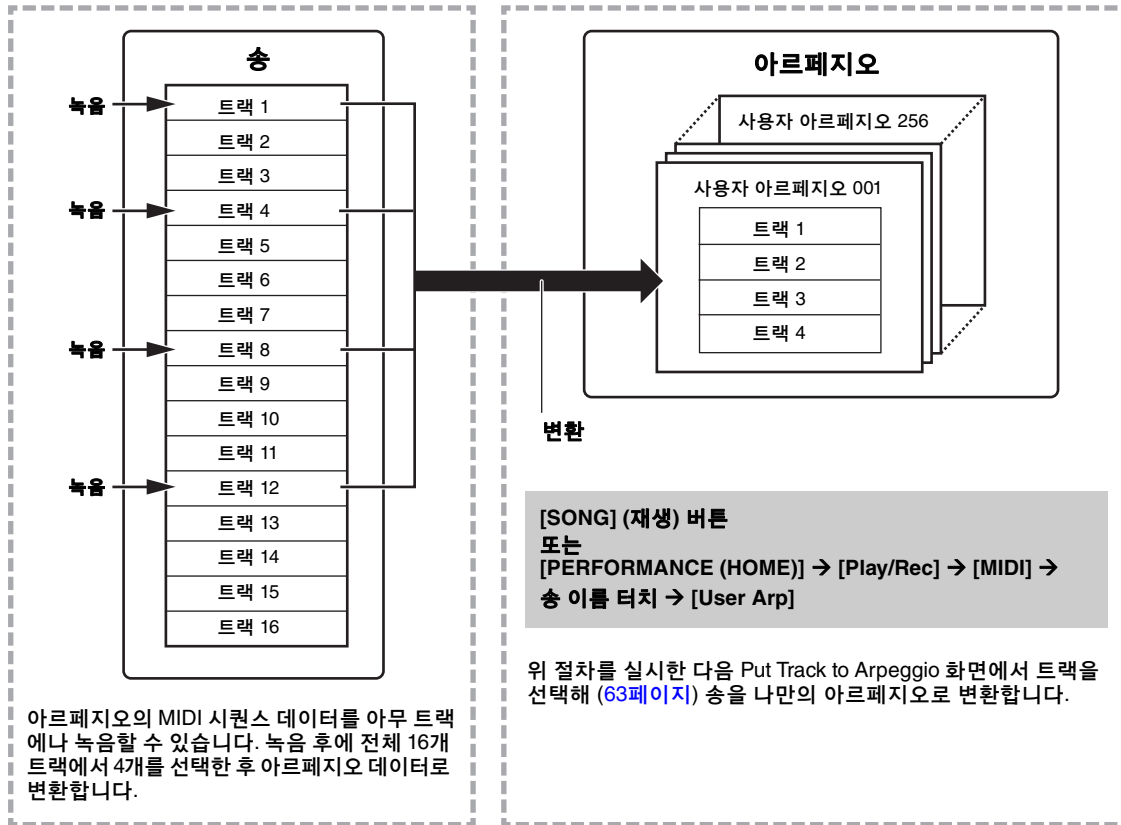 송
녹음
트랙 1
트랙 2
트랙 3
녹음
트랙 4
트랙 5
트랙 6
트랙 7
녹음
트랙 8
트랙 9
트랙 10
트랙 11
녹음
트랙 12
트랙 13
트랙 14
트랙 15
트랙 16
아르페지오의 MIDI 시퀀스 데이터를 아무 트랙
에나 녹음할 수 있습니다. 녹음 후에 전체 16개
트랙에서 4개를 선택한 후 아르페지오 데이터로
변환합니다.
아르페지오
사용자 아르페지오 256
사용자 아르페지오 001
트랙 1
트랙 2
트랙 3
트랙 4
변환
[SONG] (재생) 버튼
또는
[PERFORMANCE (HOME)] → [Play/Rec] → [MIDI] →
송 이름 터치 → [User Arp]
위 절차를 실시한 다음 Put Track to Arpeggio 화면에서 트랙을
선택해 (63페이지) 송을 나만의 아르페지오로 변환합니다.